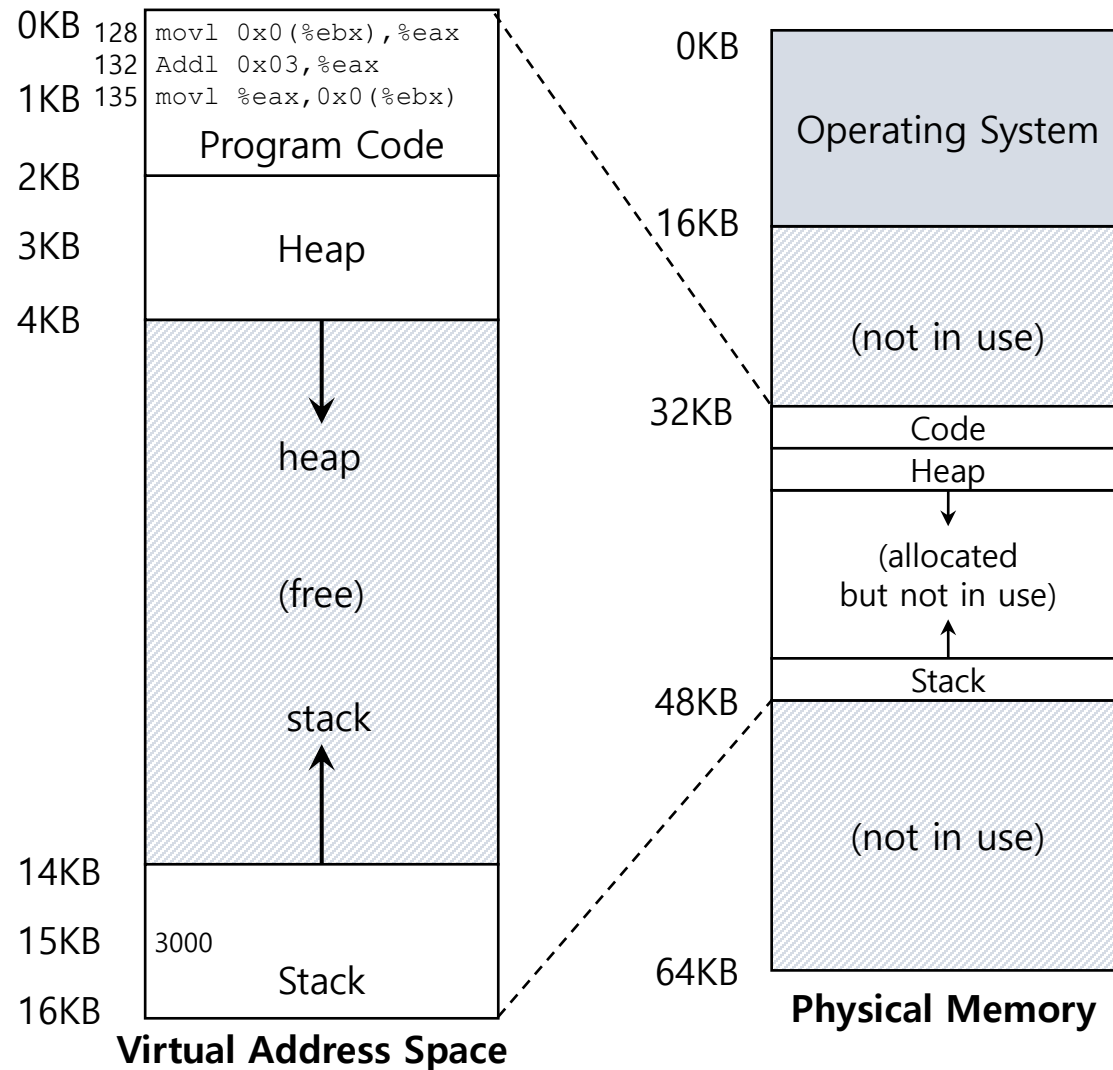 0KB
128 movl 0x0(%ebx),%eax
132 Addl 0x03,%eax
1KB 135 movl %eax,0x0(%ebx)
Program Code
2KB
3KB
Heap
4KB
heap
(free)
stack
14KB
15KB
3000
Stack
16KB
Virtual Address Space
0KB
Operating System
16KB
(not in use)
32KB
Code
Heap
(allocated
but not in use)
Stack
48KB
(not in use)
64KB
Physical Memory